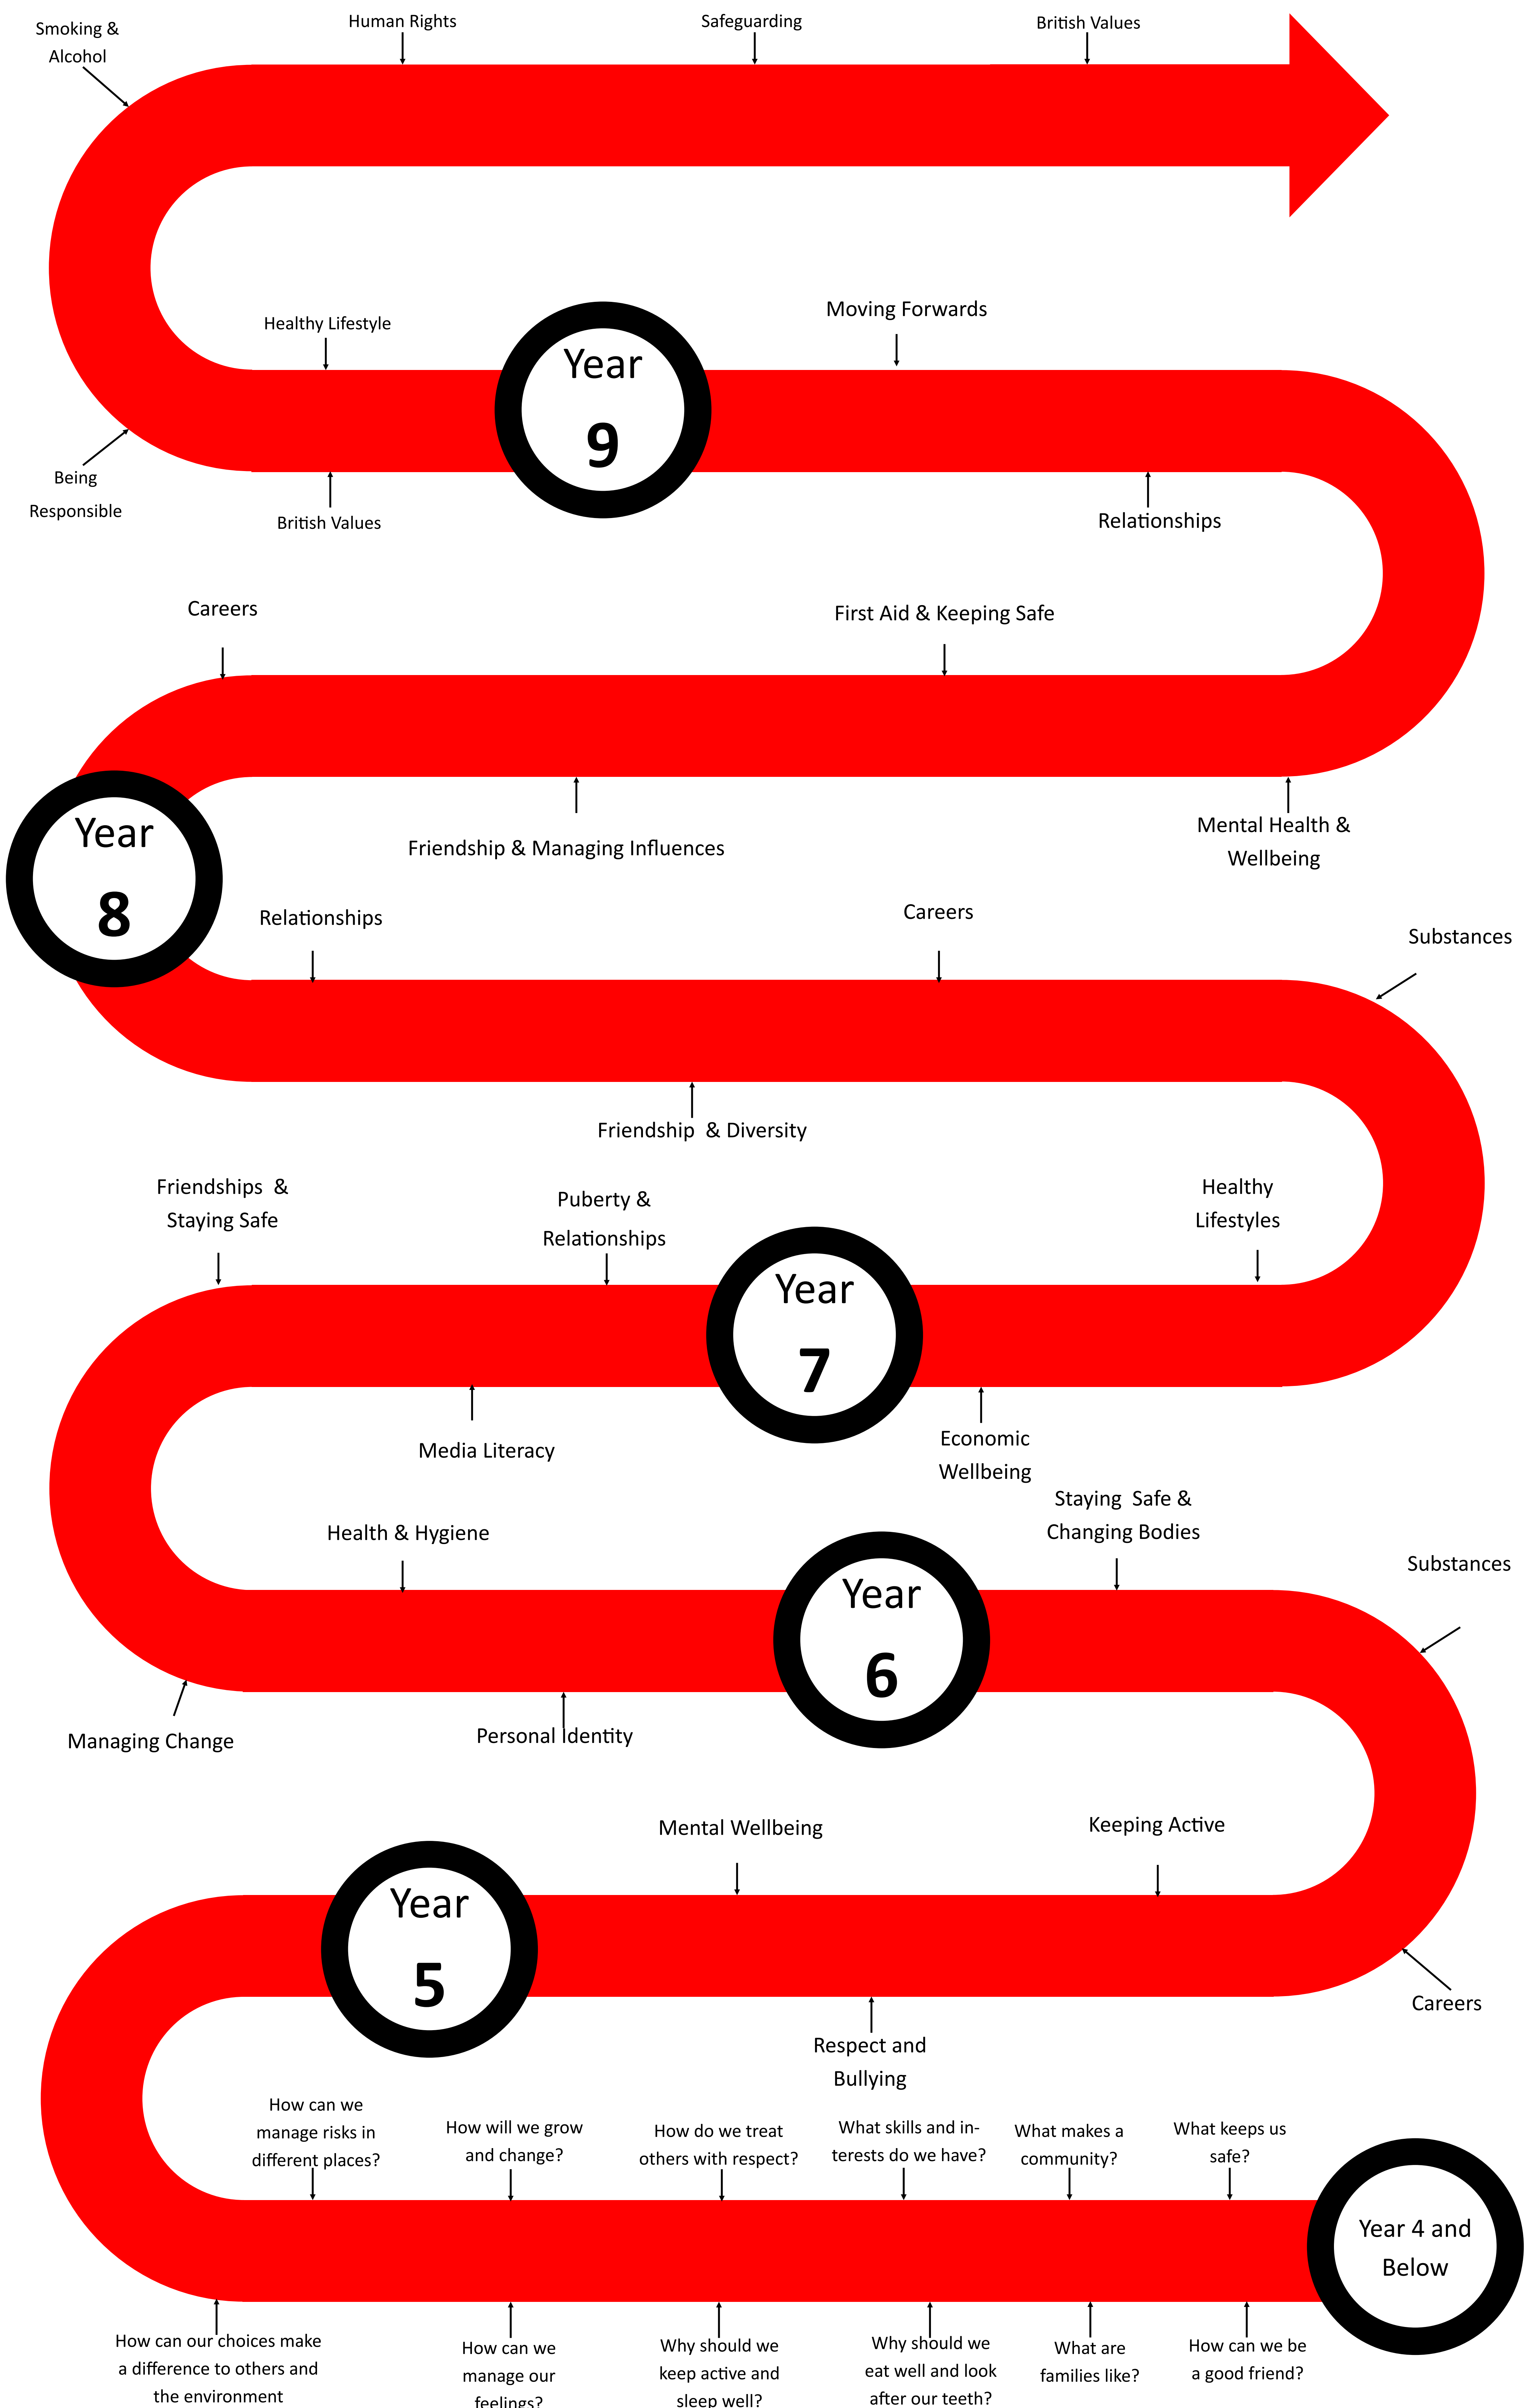 Smoking &
Alcohol
Human Rights
Safeguarding
British Values
Healthy Lifestyle
Year
9
Moving Forwards
Being
Responsible
British Values
Relationships
Careers
First Aid & Keeping Safe
Year
8
Friendship & Managing Influences
Mental Health &
Wellbeing
Relationships
Careers
Substances
Friendship & Diversity
Friendships &
Staying Safe
Puberty &
Relationships
Year
7
Healthy
Lifestyles
Media Literacy
Economic
Wellbeing
Health & Hygiene
Year
6
Staying Safe &
Changing Bodies
Substances
Managing Change
Personal Identity
Year
5
Mental Wellbeing
Keeping Active
Respect and
Bullying
Careers
How can we
manage risks in
different places?
How will we grow
and change?
How do we treat
others with respect?
What skills and in-
terests do we have?
What makes a
community?
What keeps us
safe?
Year 4 and
Below
How can our choices make
a difference to others and
the environment
How can we
manage our
feelings?
Why should we
keep active and
sleep well?
Why should we
eat well and look
after our teeth?
What are
families like?
How can we be
a good friend?